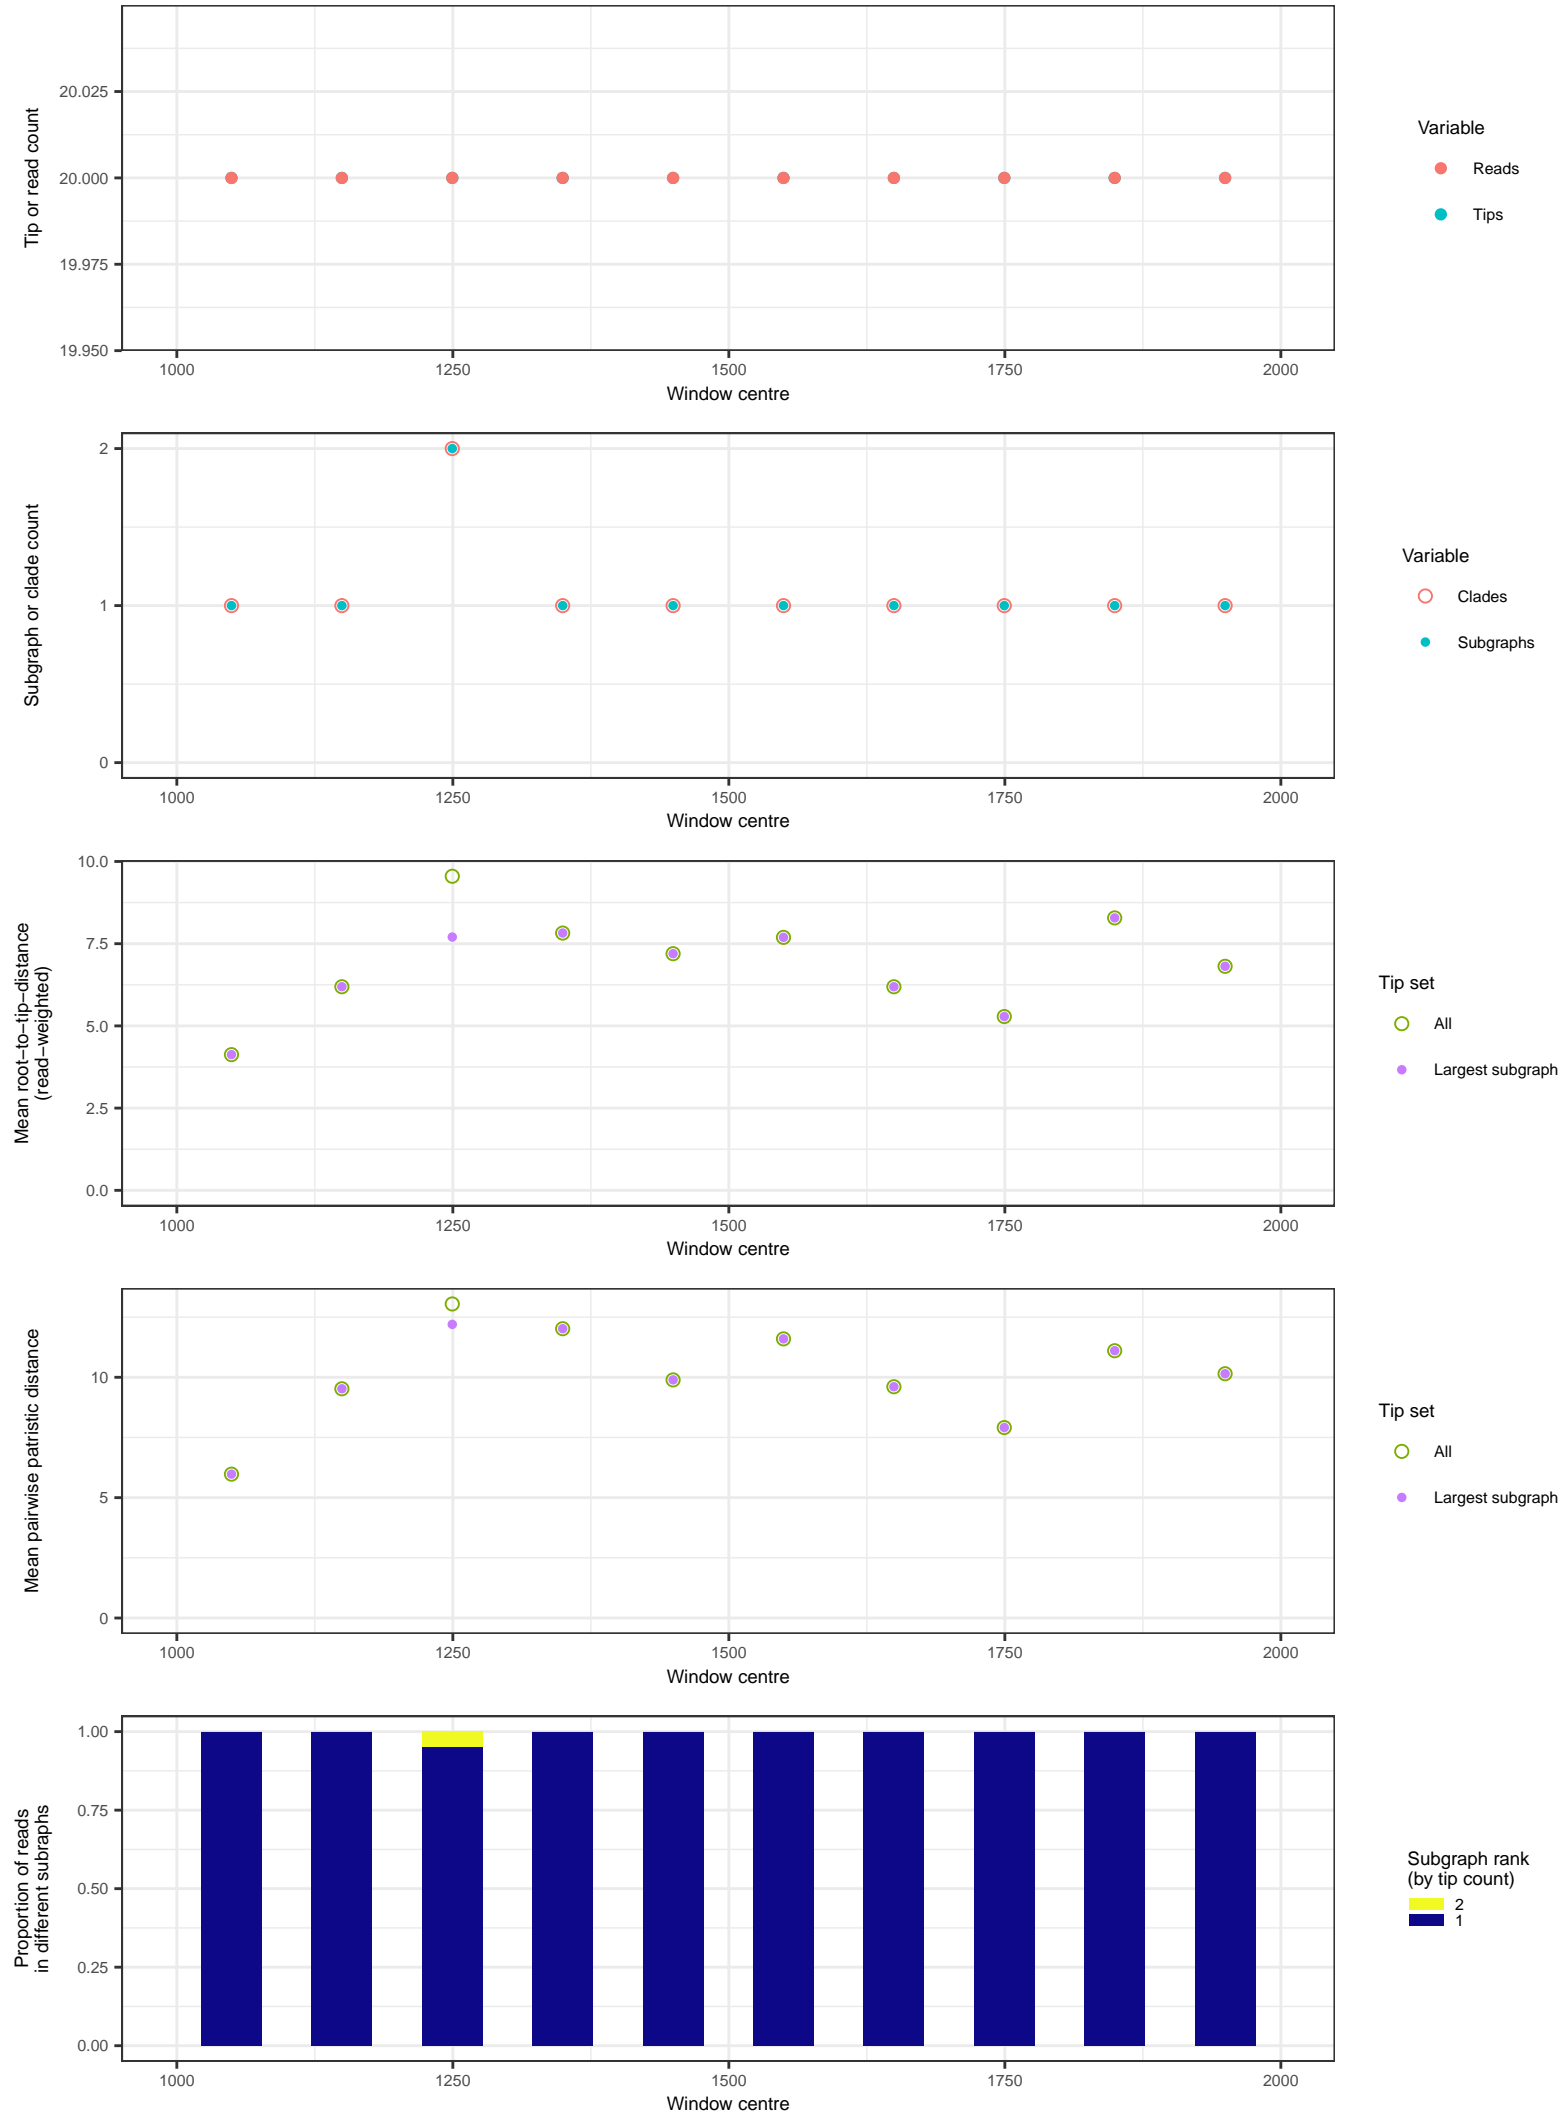 20.025
20.000
19.975
19.950
Tip or read count
1000 1250 1500 1750 2000
Window centre
Variable
Reads
Tips
2
1
0
Subgraph or clade count
1000 1250 1500 1750 2000
Window centre
Variable
Clades
Subgraphs
10.0
7.5
5.0
2.5
0.0
Mean root−to−tip−distance
(read−weighted)
1000 1250 1500 1750 2000
Window centre
Tip set
All
Largest subgraph
10
5
0
Mean pairwise patristic distance
1000 1250 1500 1750 2000
Window centre
Tip set
All
Largest subgraph
1.00
0.75
0.50
0.25
0.00
Proportion of reads
in different subraphs
1000 1250 1500 1750 2000
Window centre
Subgraph rank
(by tip count)
2
1